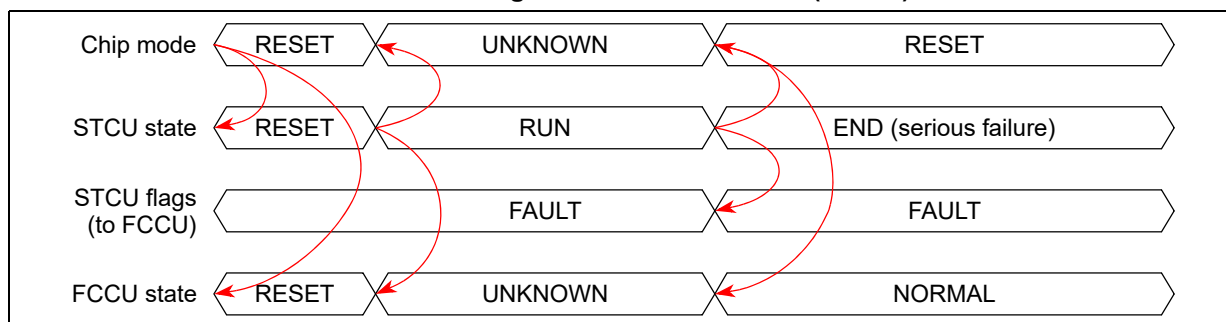 Chip mode RESET UNKNOWN RESET
STCU state RESET RUN END (serious failure)
STCU flags
(to FCCU) FAULT FAULT
FCCU state RESET UNKNOWN NORMAL